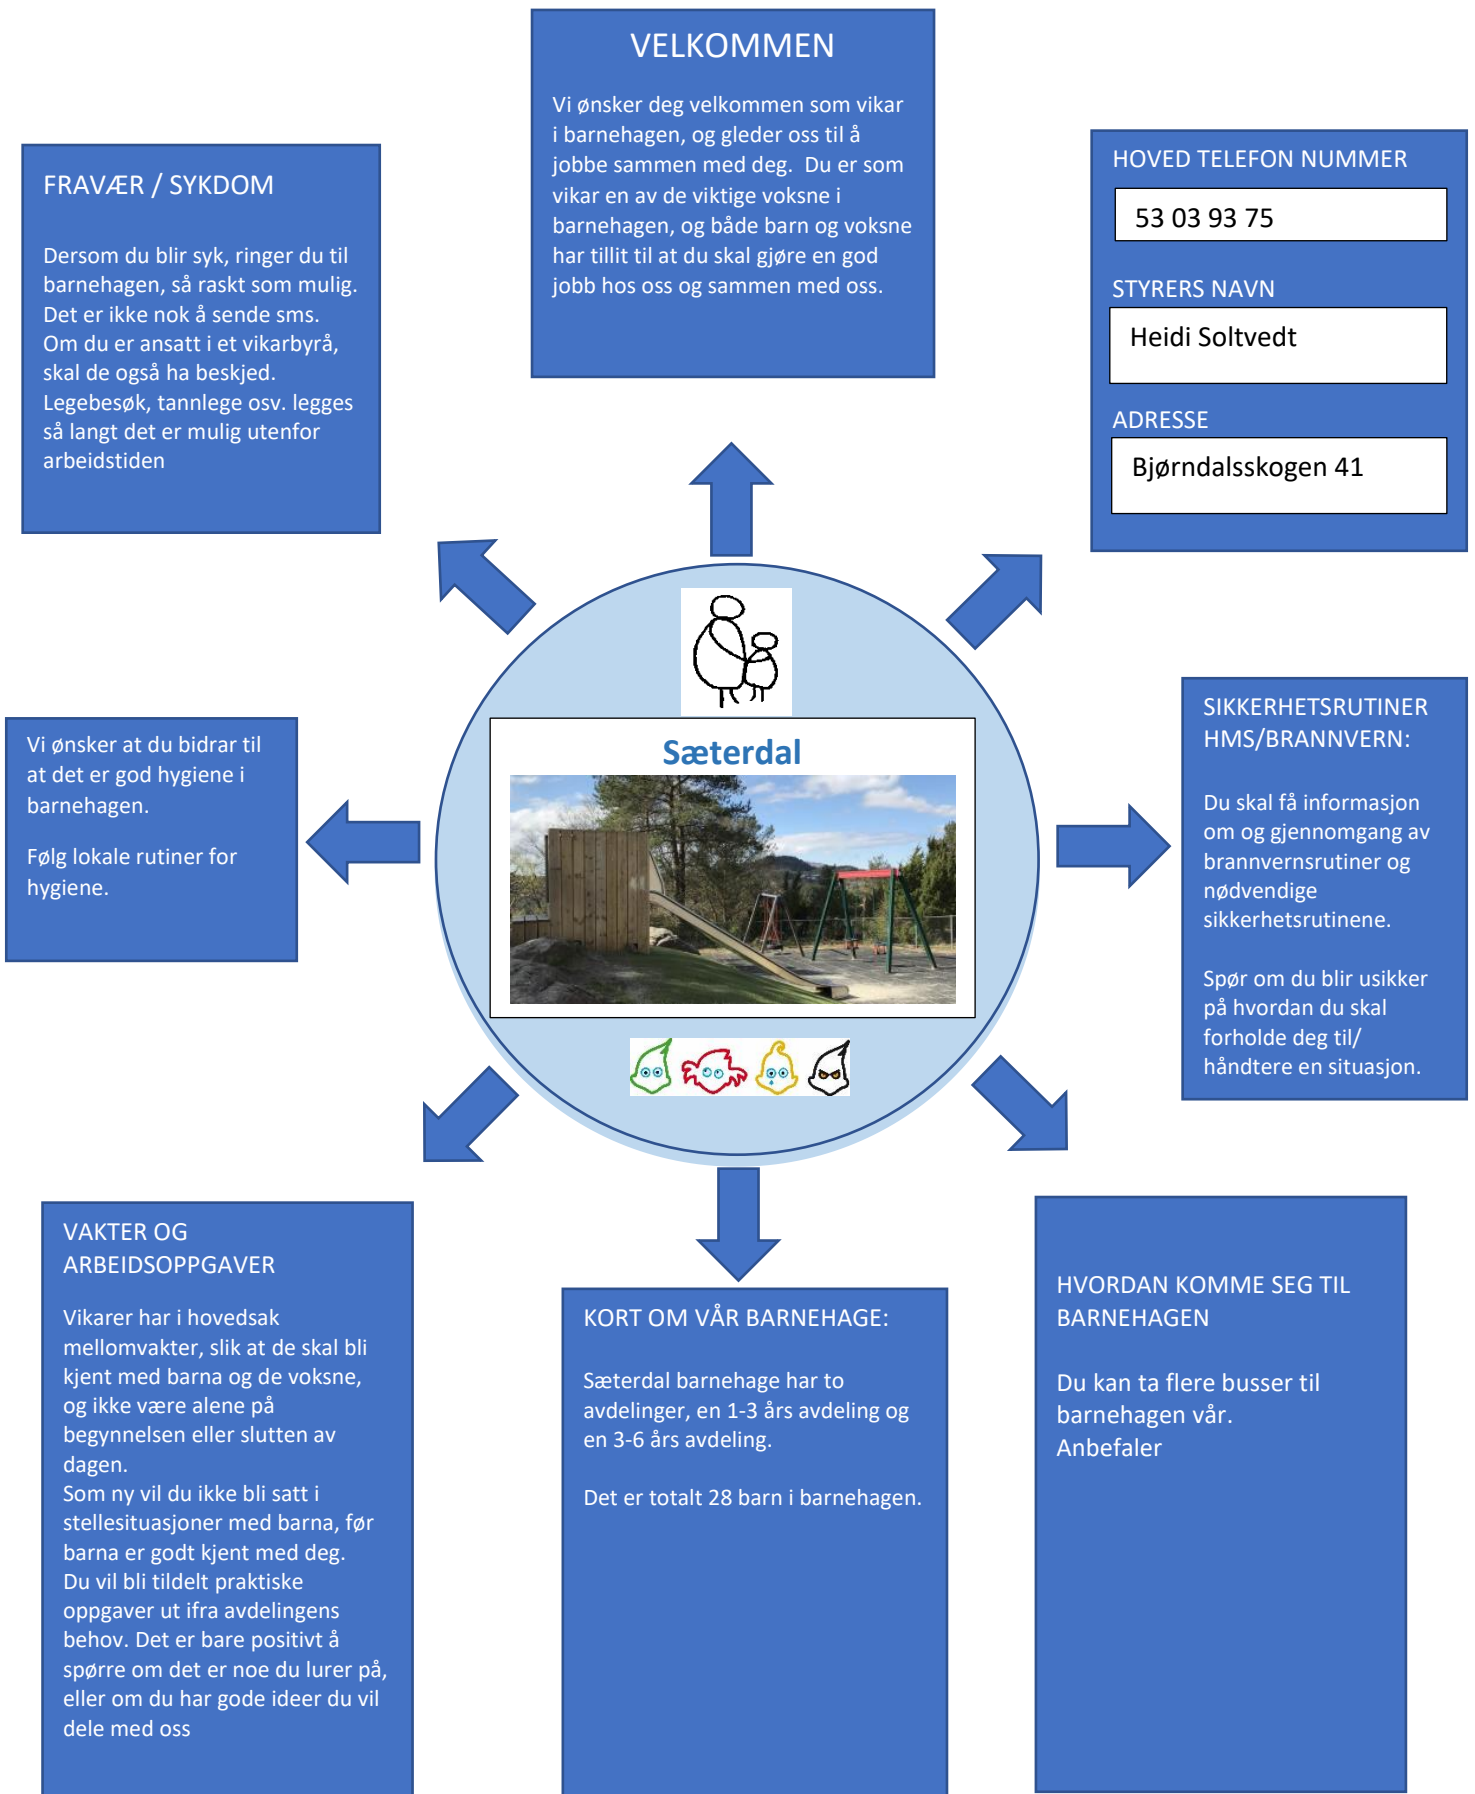 VELKOMMEN
Vi ønsker deg velkommen som vikar
i barnehagen, og gleder oss til å
jobbe sammen med deg.  Du er som
vikar en av de viktige voksne i
barnehagen, og både barn og voksne
har tillit til at du skal gjøre en god
jobb hos oss og sammen med oss.
FRAVÆR / SYKDOM
Dersom du blir syk, ringer du til
barnehagen, så raskt som mulig.
Det er ikke nok å sende sms.
Om du er ansatt i et vikarbyrå,
skal de også ha beskjed.
Legebesøk, tannlege osv. legges
så langt det er mulig utenfor
arbeidstiden
HOVED TELEFON NUMMER
53 03 93 75
STYRERS NAVN
Heidi Soltvedt
ADRESSE
Bjørndalsskogen 41
Vi ønsker at du bidrar til
at det er god hygiene i
barnehagen.
Følg lokale rutiner for
hygiene.
Sæterdal
SIKKERHETSRUTINER
HMS/BRANNVERN:
Du skal få informasjon
om og gjennomgang av
brannvernsrutiner og
nødvendige
sikkerhetsrutinene.
Spør om du blir usikker
på hvordan du skal
forholde deg til/
håndtere en situasjon.
VAKTER OG
ARBEIDSOPPGAVER
Vikarer har i hovedsak
mellomvakter, slik at de skal bli
kjent med barna og de voksne,
og ikke være alene på
begynnelsen eller slutten av
dagen.
Som ny vil du ikke bli satt i
stellesituasjoner med barna, før
barna er godt kjent med deg.
Du vil bli tildelt praktiske
oppgaver ut ifra avdelingens
behov. Det er bare positivt å
spørre om det er noe du lurer på,
eller om du har gode ideer du vil
dele med oss
KORT OM VÅR BARNEHAGE:
Sæterdal barnehage har to
avdelinger, en 1-3 års avdeling og
en 3-6 års avdeling.
Det er totalt 28 barn i barnehagen.
HVORDAN KOMME SEG TIL
BARNEHAGEN
Du kan ta flere busser til
barnehagen vår.
Anbefaler